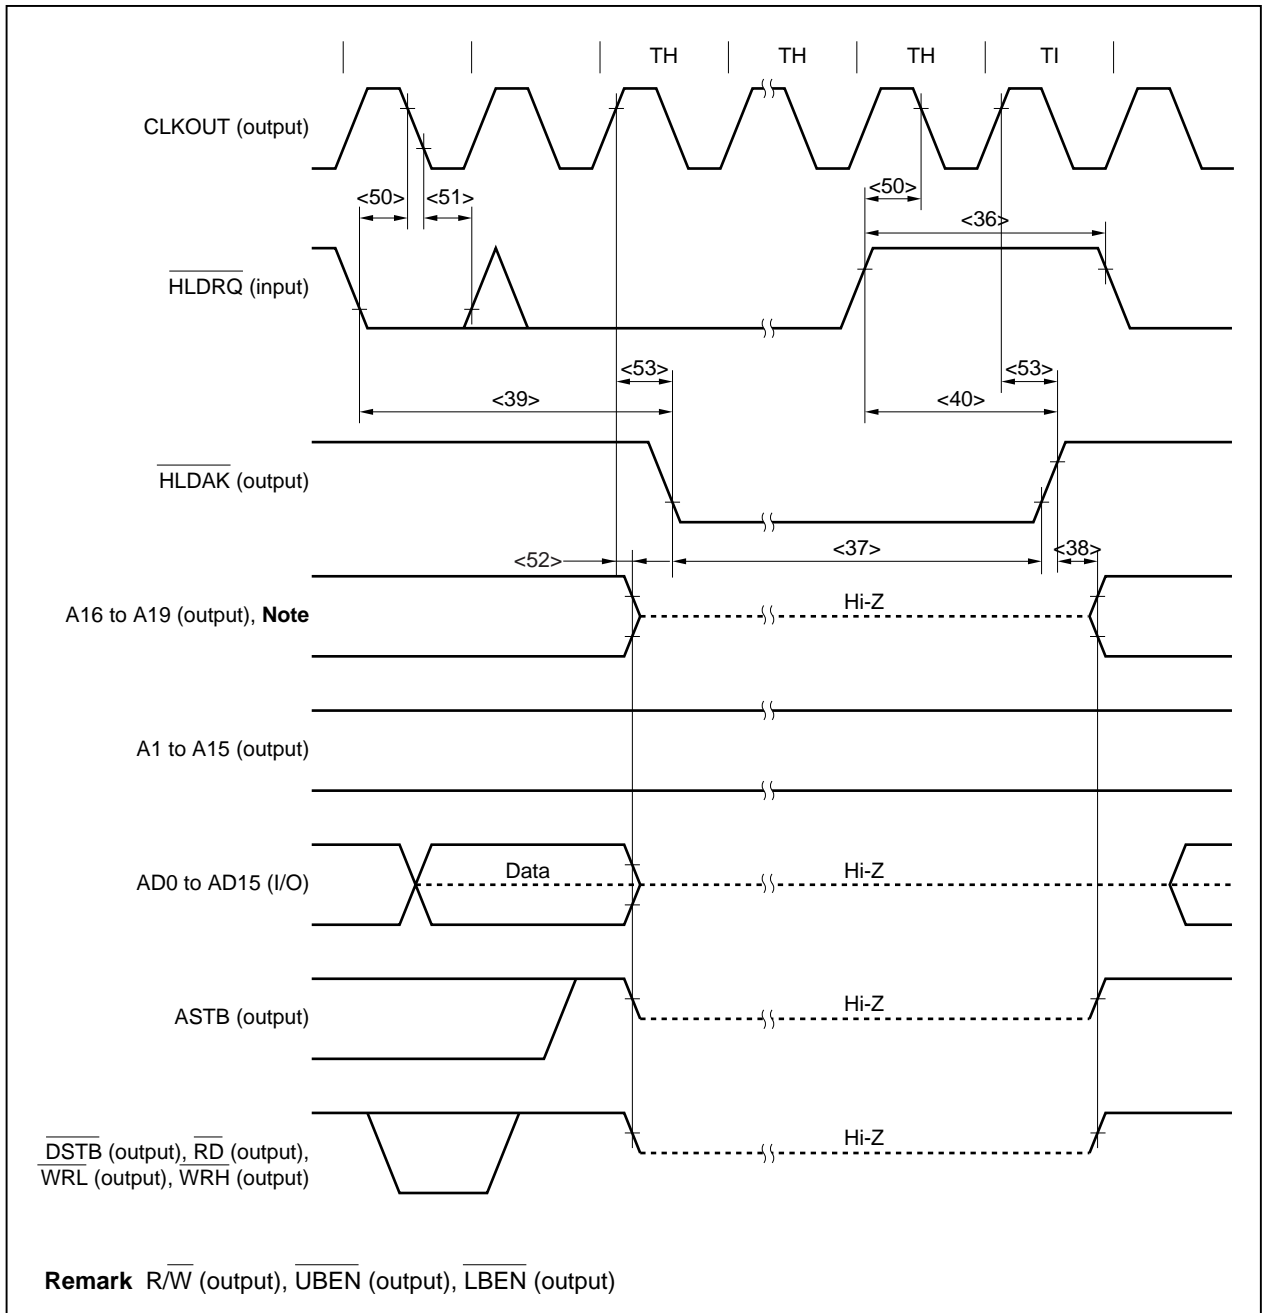 TH TH TH TI
CLKOUT (output)
<50> <51> <50>
<36>
HLDRQ (input)
<53> <53>
<39> <40>
HLDAK (output)
<52> <37> <38>
Hi-Z
A16 to A19 (output), Note
A1 to A15 (output)
Data Hi-Z
AD0 to AD15 (I/O)
Hi-Z
ASTB (output)
Hi-Z
DSTB (output), RD (output),
WRL (output), WRH (output)
Remark R/W (output), UBEN (output), LBEN (output)